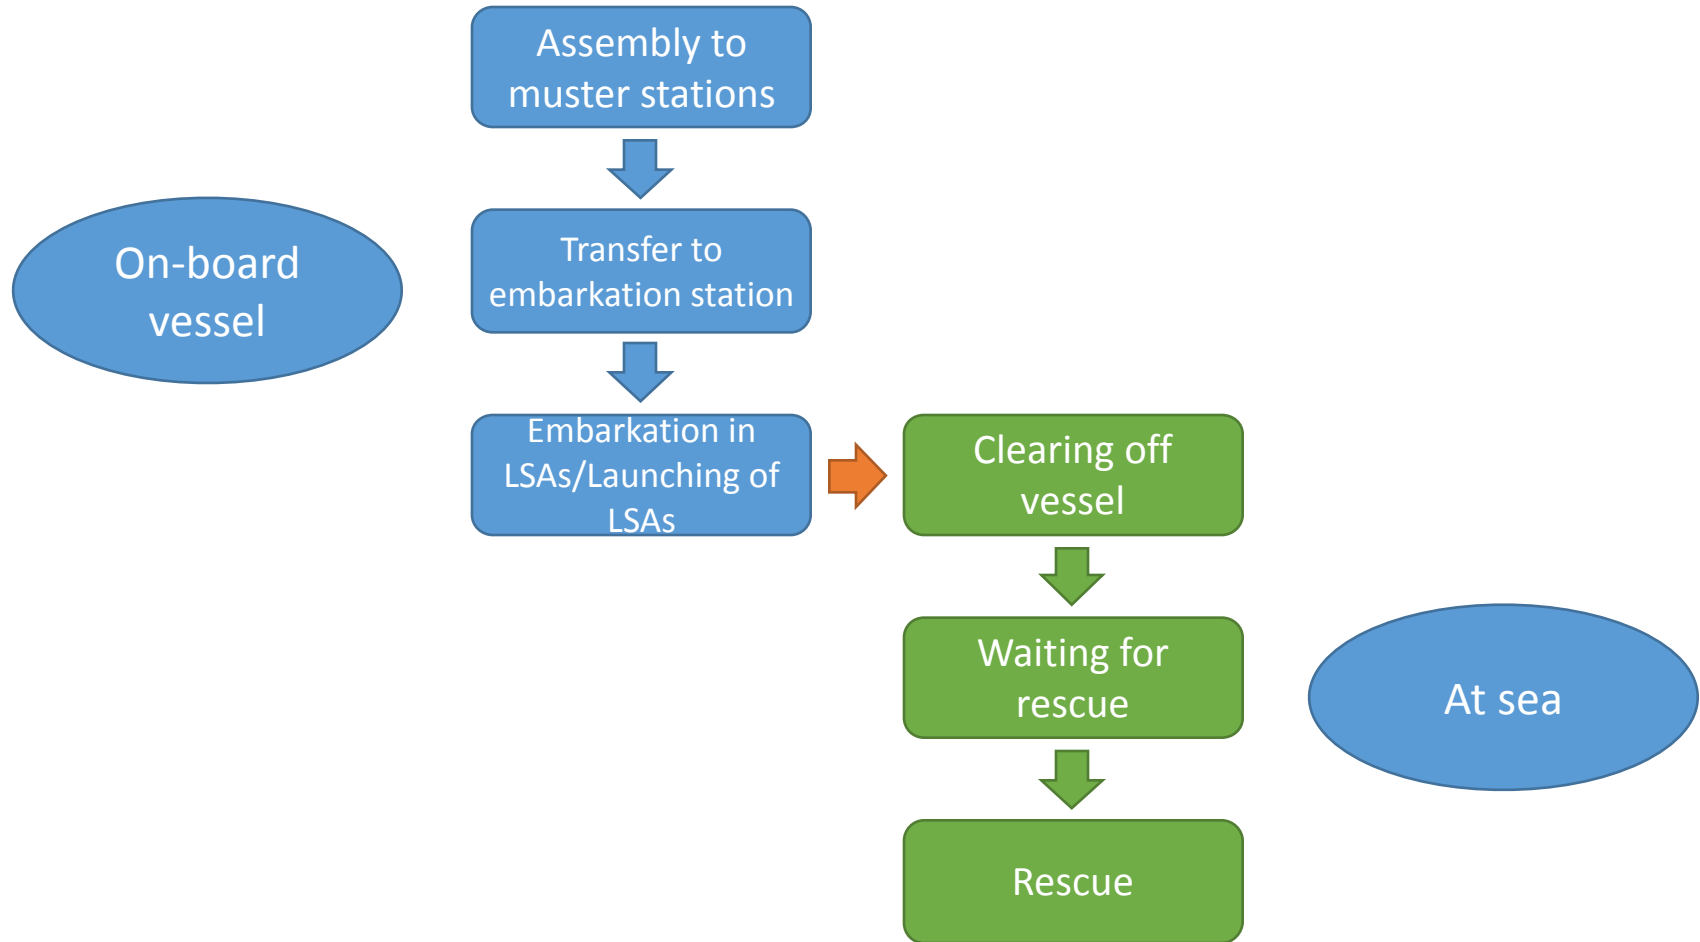 Assembly to
muster stations
On-board
vessel
Transfer to
embarkation station
Embarkation in
LSAs/Launching of
LSAs
Clearing off
vessel
Waiting for
rescue
At sea
Rescue